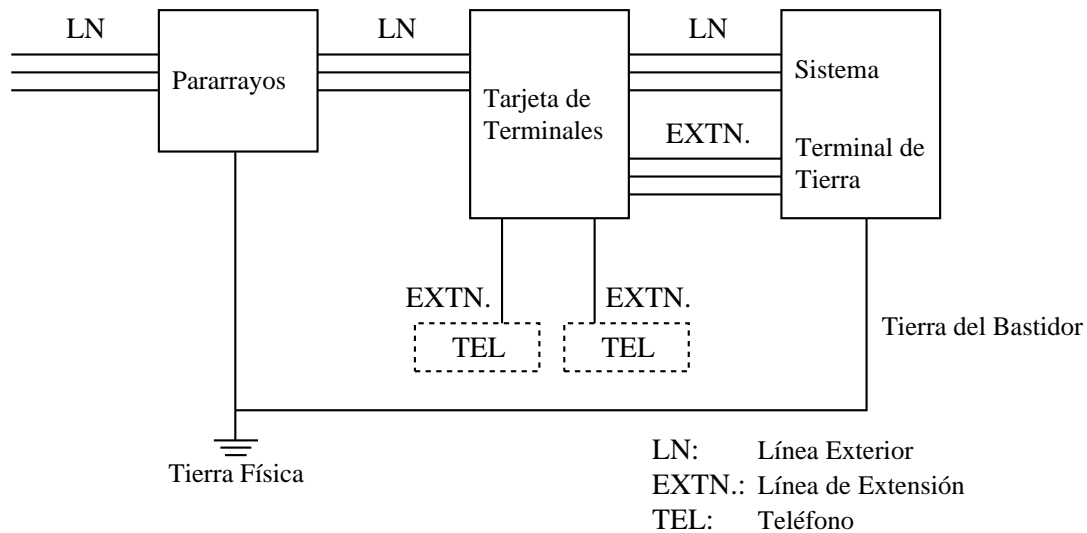 LN
LN
LN
Pararrayos
Tarjeta de
Terminales
Sistema
EXTN.
Terminal de
Tierra
EXTN.
EXTN.
TEL
TEL
Tierra del Bastidor
Tierra Física
LN: Línea Exterior
EXTN.: Línea de Extensión
TEL: Teléfono